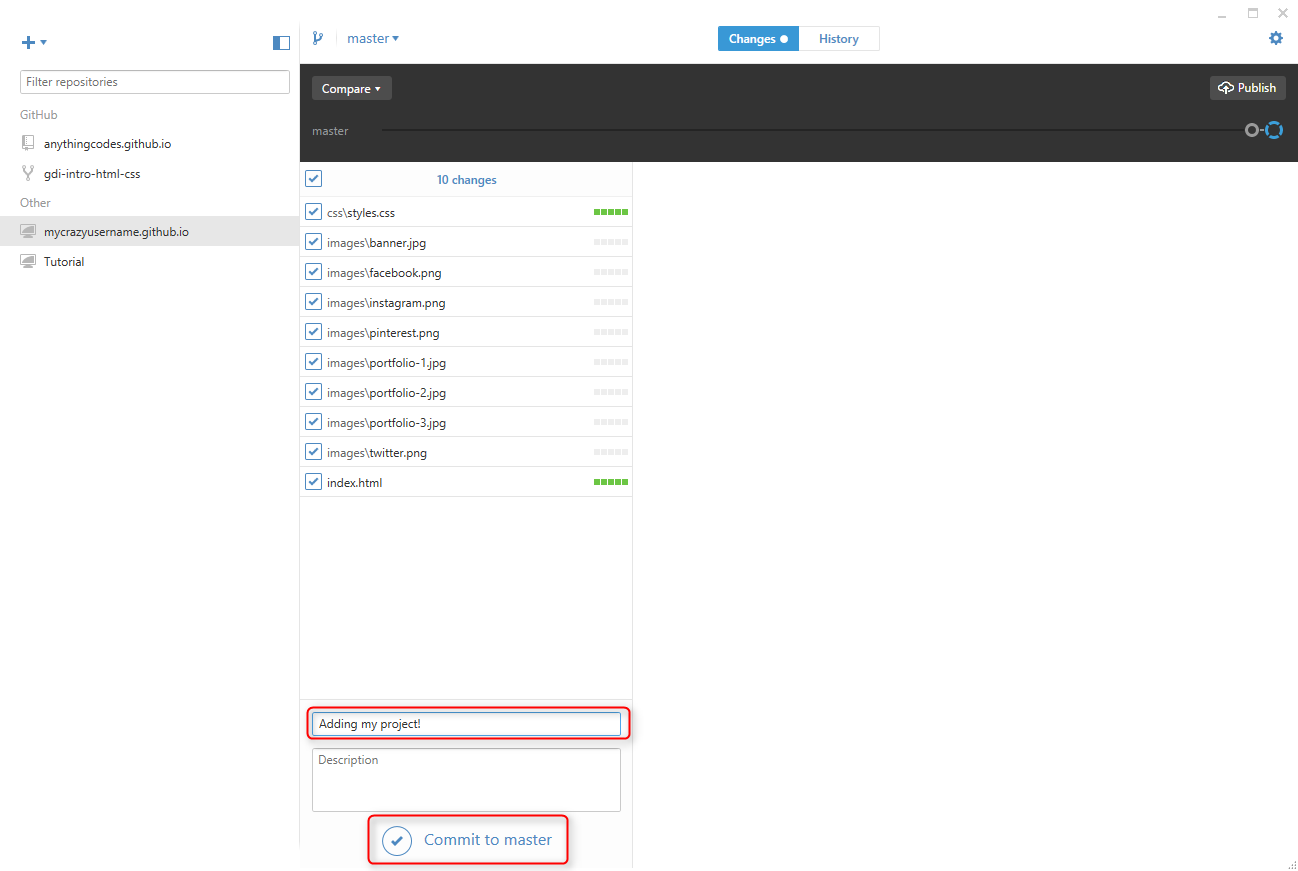 master
Changes
History
Filter repositories
GitHub
anythingcodes.github.io
gdi-intro-html-css
Other
mycrazyusername.github.io
Tutorial
Compare
Publish
master
10 changes
css\styles.css
images\banner.jpg
images\facebook.png
images\instagram.png
images\pinterest.png
images\portfolio-1.jpg
images\portfolio-2.jpg
images\portfolio-3.jpg
images\twitter.png
index.html
Adding my project!
Description
Commit to master